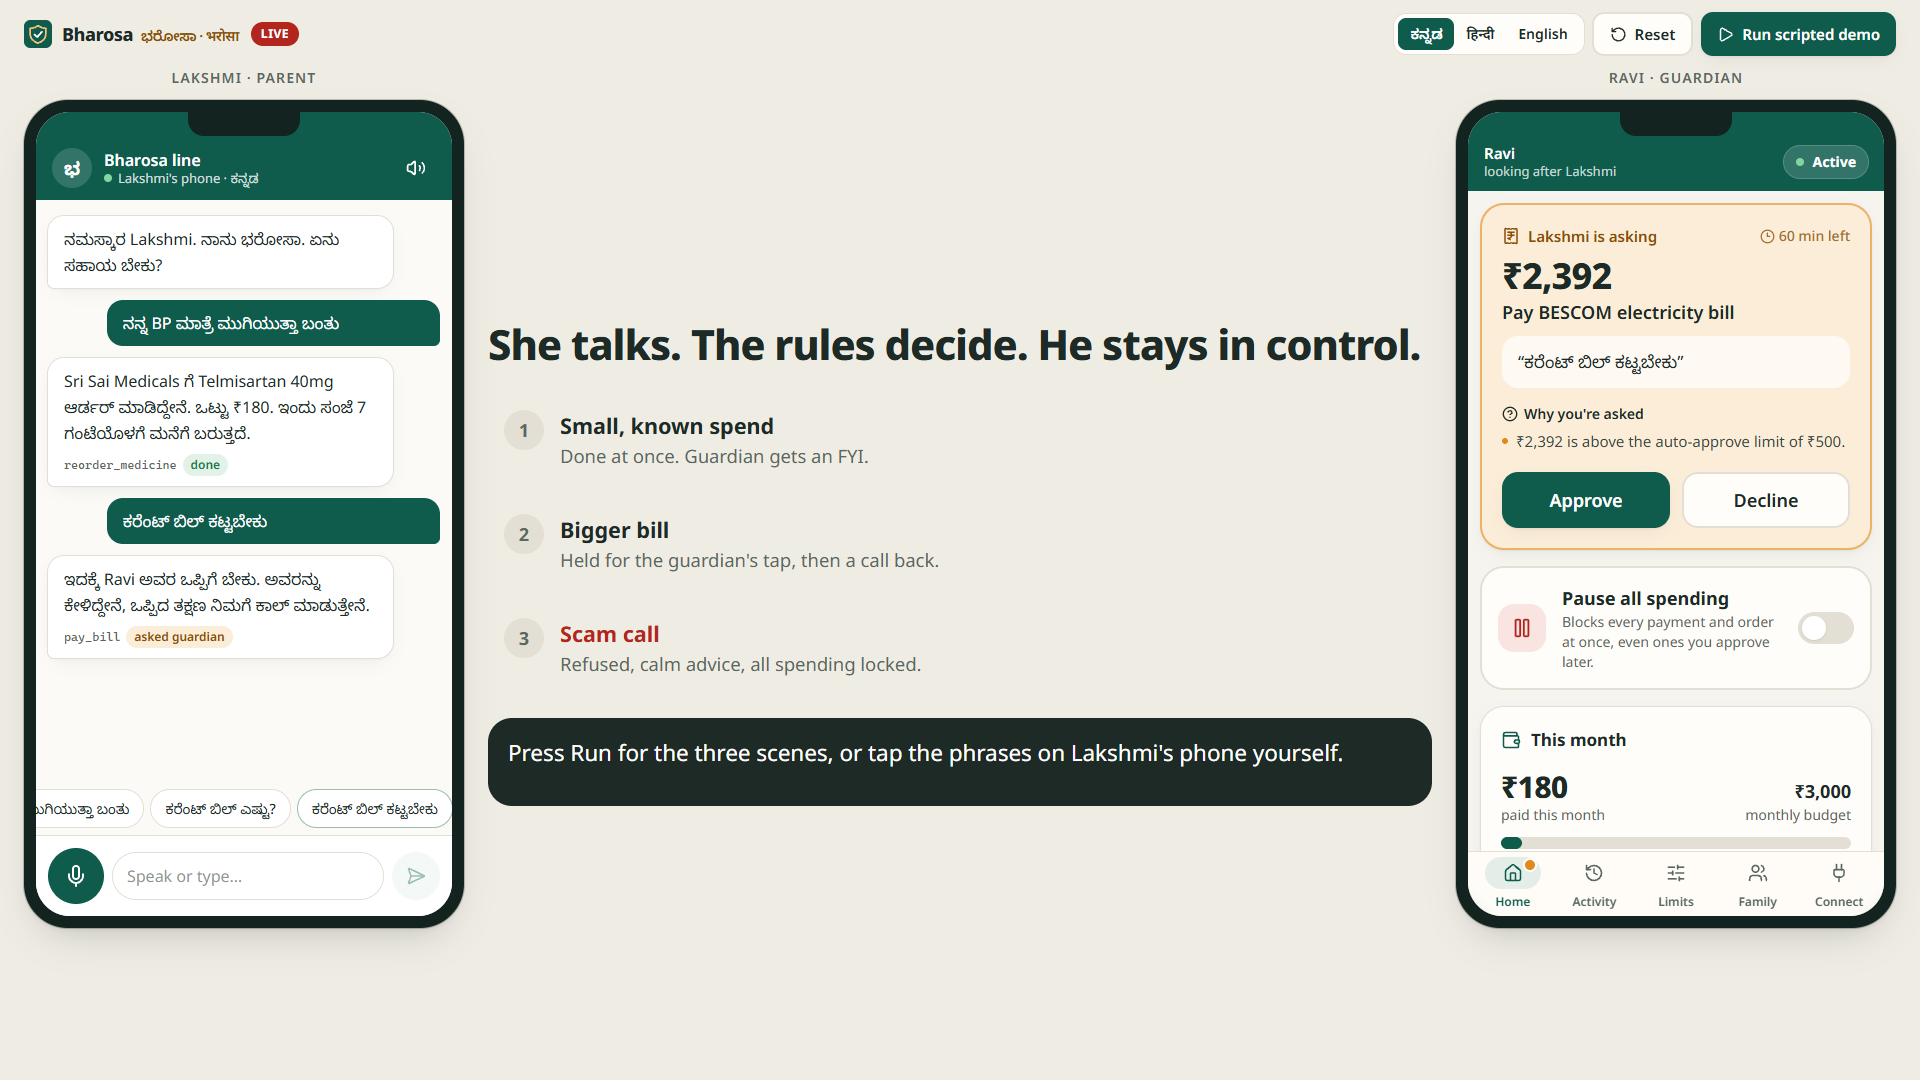 Bharosa ಭರೋಸಾ · भरोसा LIVE
ಕನ್ನಡ हिन्दी English Reset Run scripted demo
LAKSHMI · PARENT
RAVI · GUARDIAN
ಭ
Bharosa line
Lakshmi's phone · ಕನ್ನಡ
ನಮಸ್ಕಾರ Lakshmi. ನಾನು ಭರೋಸಾ. ಏನು
ಸಹಾಯ ಬೇಕು?
ನನ್ನ BP ಮಾತ್ರೆ ಮುಗಿಯುತ್ತಾ ಬಂತು
Sri Sai Medicals ಗೆ Telmisartan 40mg
ಆರ್ಡರ್ ಮಾಡಿದ್ದೇನೆ. ಒಟ್ಟು ₹180. ಇಂದು ಸಂಜೆ 7
ಗಂಟೆಯೊಳಗೆ ಮನೆಗೆ ಬರುತ್ತದೆ.
reorder_medicine done
ಕರೆಂಟ್ ಬಿಲ್ ಕಟ್ಟಬೇಕು
ಇದಕ್ಕೆ Ravi ಅವರ ಒಪ್ಪಿಗೆ ಬೇಕು. ಅವರನ್ನು
ಕೇಳಿದ್ದೇನೆ, ಒಪ್ಪಿದ ತಕ್ಷಣ ನಿಮಗೆ ಕಾಲ್ ಮಾಡುತ್ತೇನೆ.
pay_bill asked guardian
ಮುಗಿಯುತ್ತಾ ಬಂತು ಕರೆಂಟ್ ಬಿಲ್ ಎಷ್ಟು? ಕರೆಂಟ್ ಬಿಲ್ ಕಟ್ಟಬೇಕು
Speak or type...
She talks. The rules decide. He stays in control.
1 Small, known spend
Done at once. Guardian gets an FYI.
2 Bigger bill
Held for the guardian's tap, then a call back.
3 Scam call
Refused, calm advice, all spending locked.
Press Run for the three scenes, or tap the phrases on Lakshmi's phone yourself.
Ravi
looking after Lakshmi
Active
Lakshmi is asking 60 min left
₹2,392
Pay BESCOM electricity bill
“ಕರೆಂಟ್ ಬಿಲ್ ಕಟ್ಟಬೇಕು”
Why you're asked
₹2,392 is above the auto-approve limit of ₹500.
Approve Decline
Pause all spending
Blocks every payment and order
at once, even ones you approve
later.
This month
₹180 ₹3,000
paid this month monthly budget
Home Activity Limits Family Connect